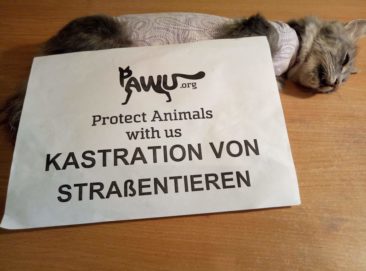 PAWU.org
Protect Animals
with us
KASTRATION VON
STRAßENTIEREN